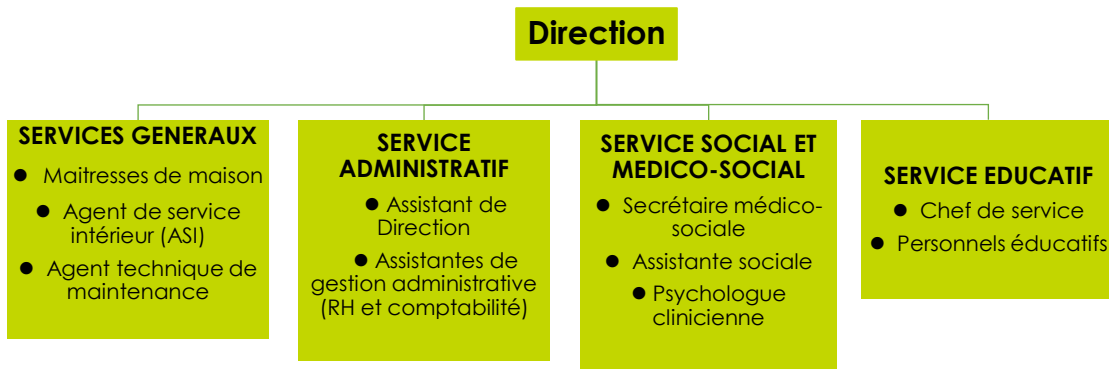 Direction
SERVICES GENERAUX
● Maitresses de maison
● Agent de service
intérieur (ASI)
● Agent technique de
maintenance
SERVICE
ADMINISTRATIF
● Assistant de
Direction
● Assistantes de
gestion administrative
(RH et comptabilité)
SERVICE SOCIAL ET
MEDICO-SOCIAL
● Secrétaire médico-
sociale
● Assistante sociale
● Psychologue
clinicienne
SERVICE EDUCATIF
● Chef de service
● Personnels éducatifs